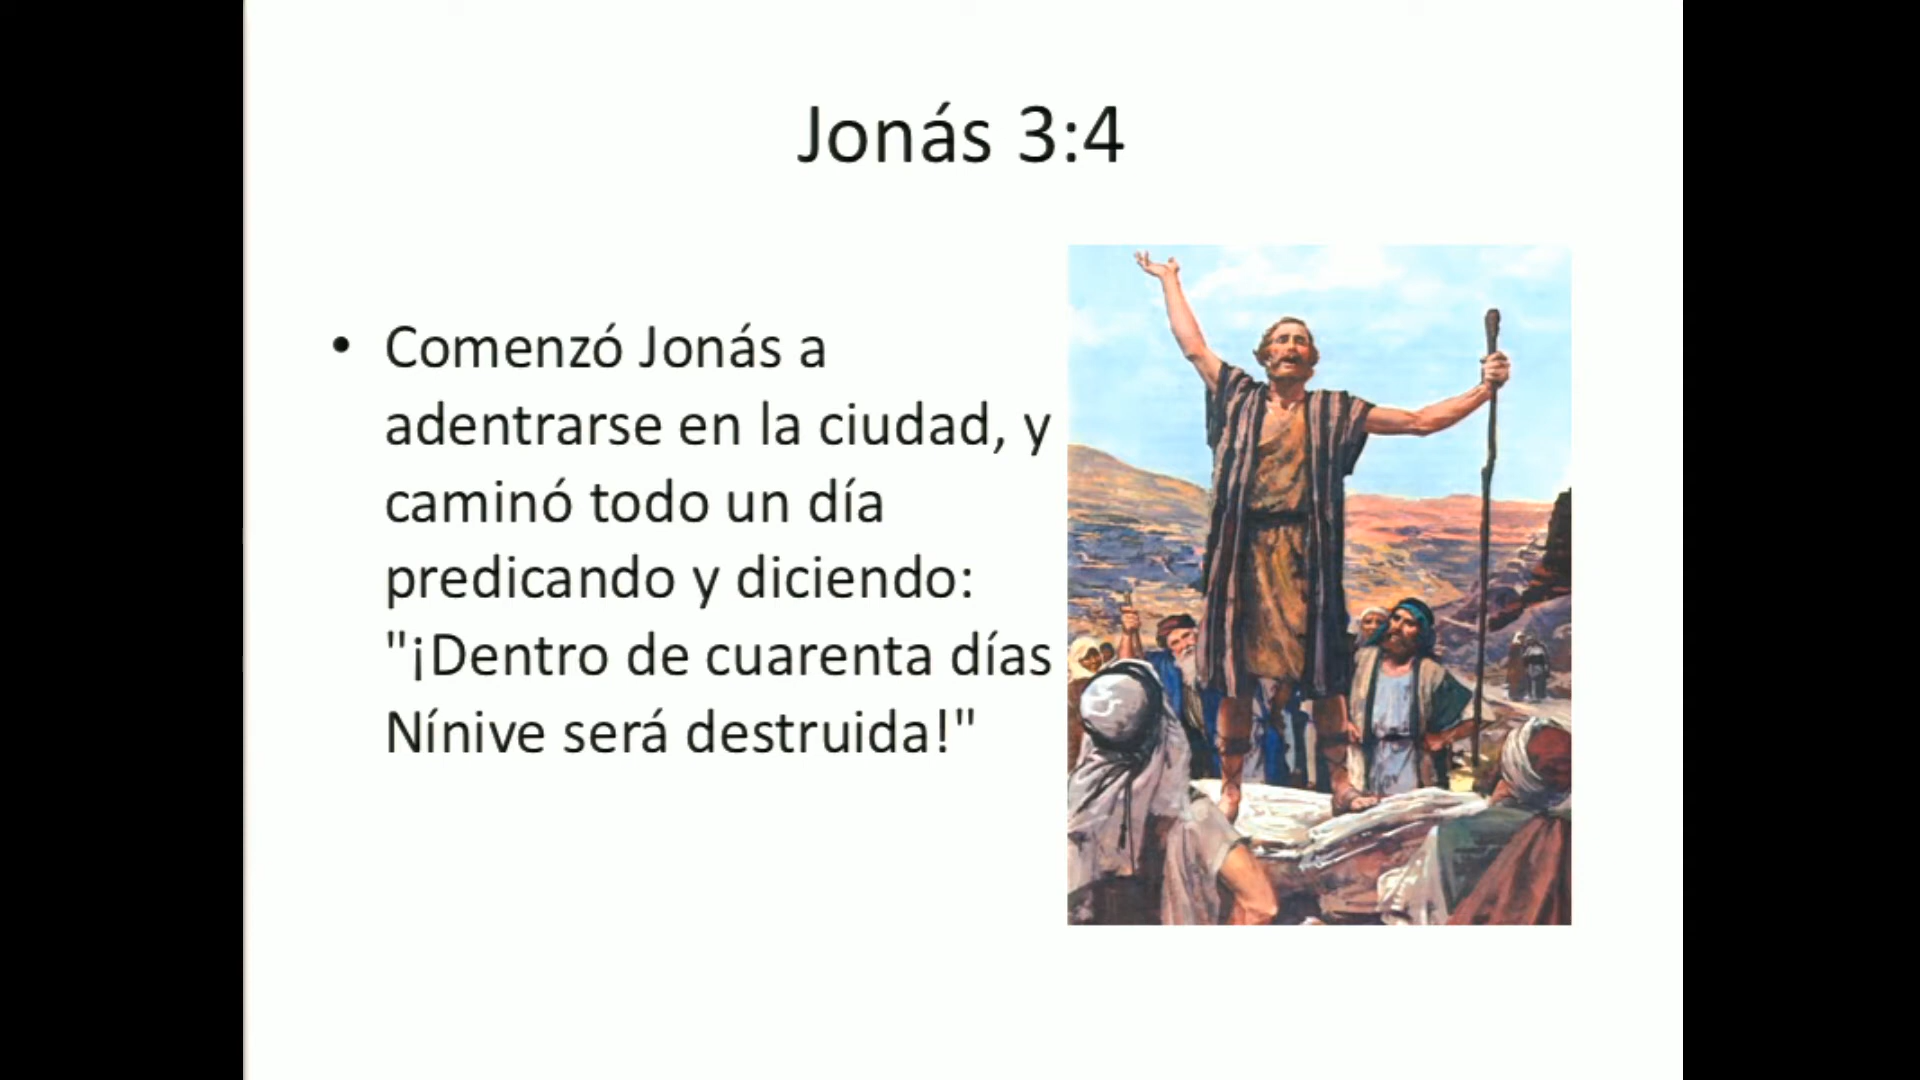 Jonás 3:4
• Comenzó Jonás a
adentrarse en la ciudad, y
caminó todo un día
predicando y diciendo:
"¡Dentro de cuarenta días
Nínive será destruida!"